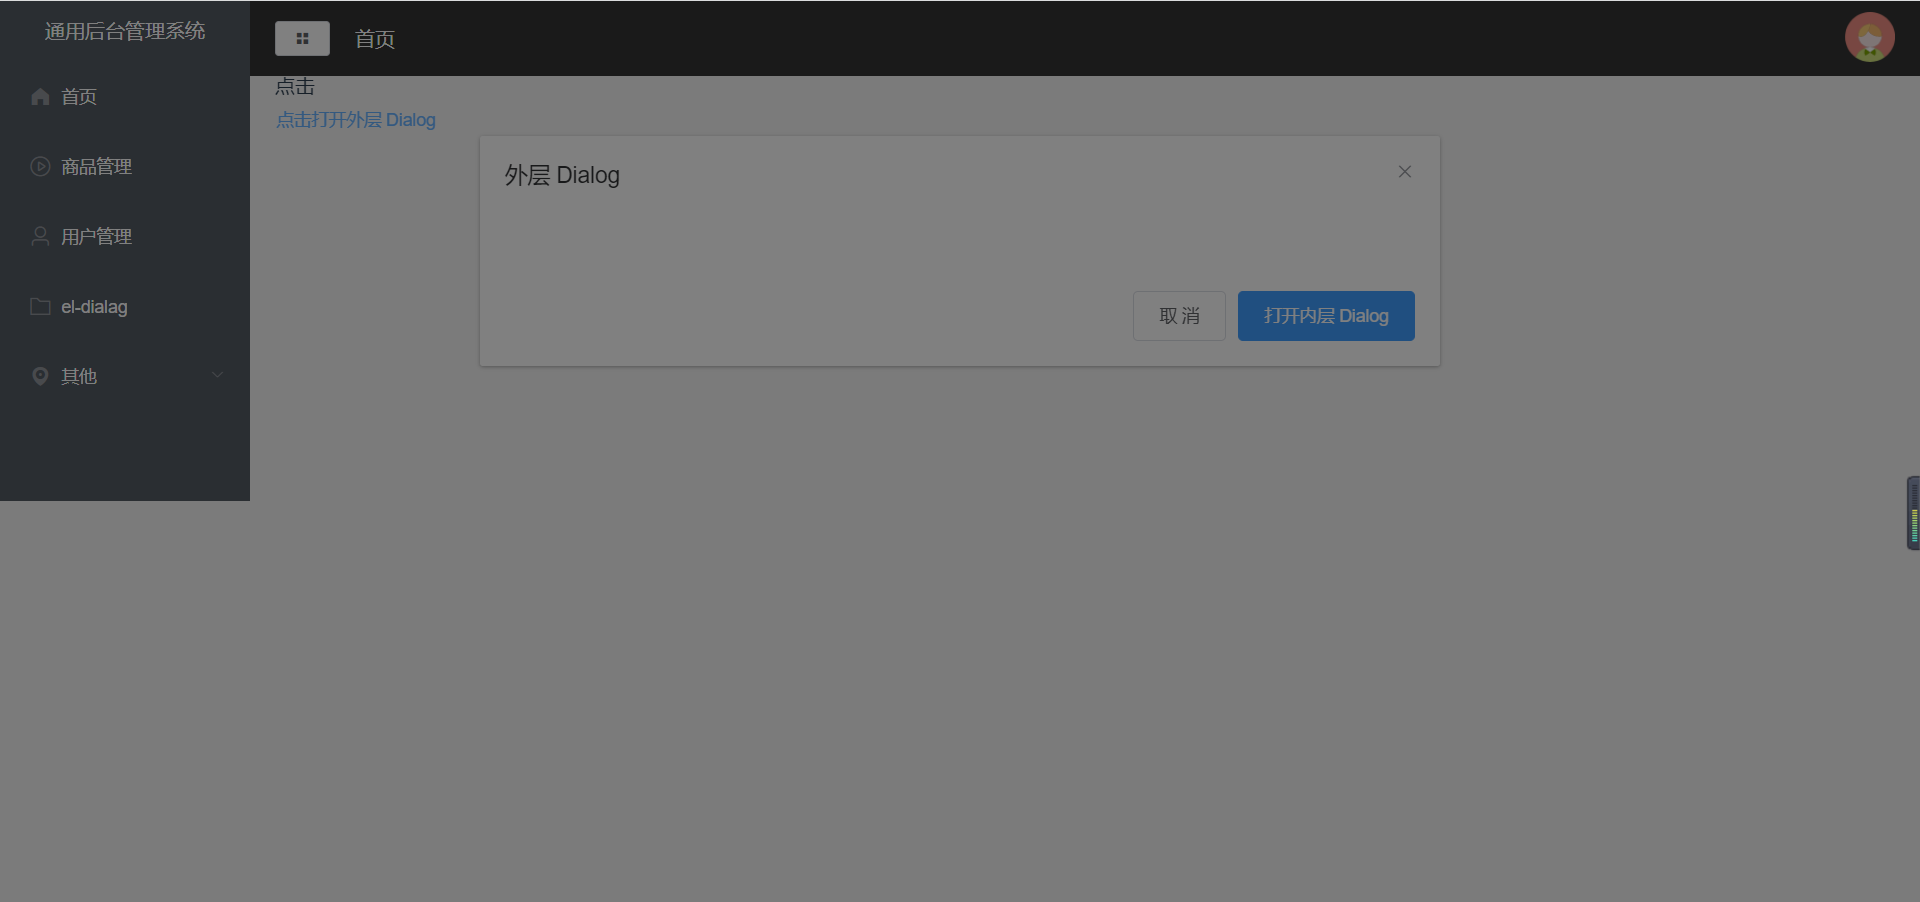 通用后台管理系统
首页
商品管理
用户管理
el-dialag
其他
首页
点击
点击打开外层 Dialog
外层 Dialog
取 消
打开内层 Dialog